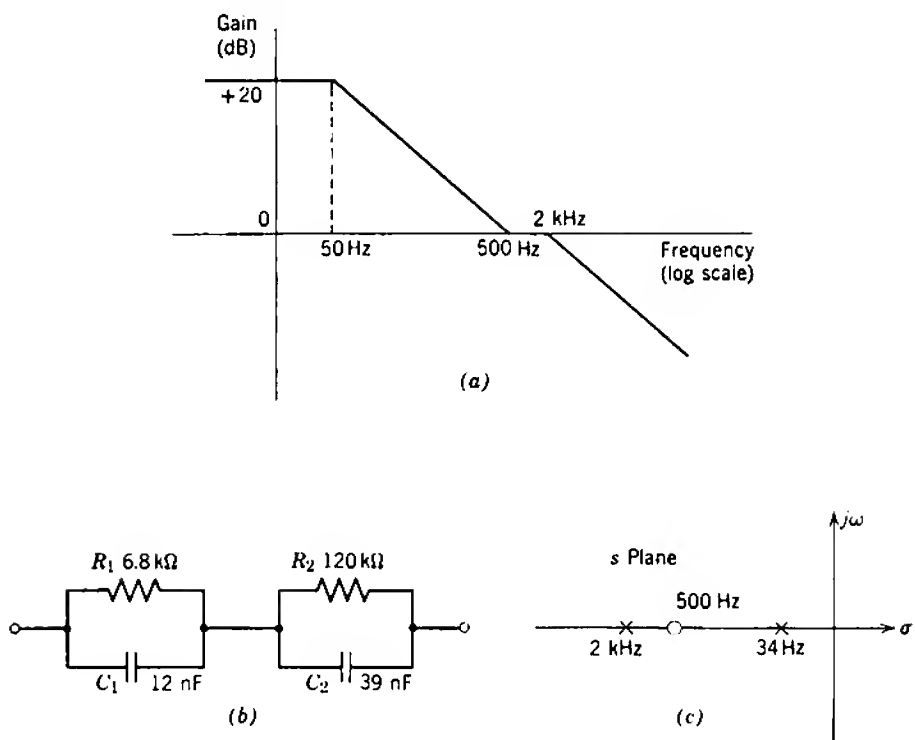 Gain
(dB)
+20
0
50 Hz
500 Hz
2 kHz
Frequency
(log scale)
(a)
R₁ 6.8 kΩ
R₂ 120 kΩ
C₁ 12 nF
C₂ 39 nF
(b)
jω
s Plane
500 Hz
σ
2 kHz
34 Hz
(c)